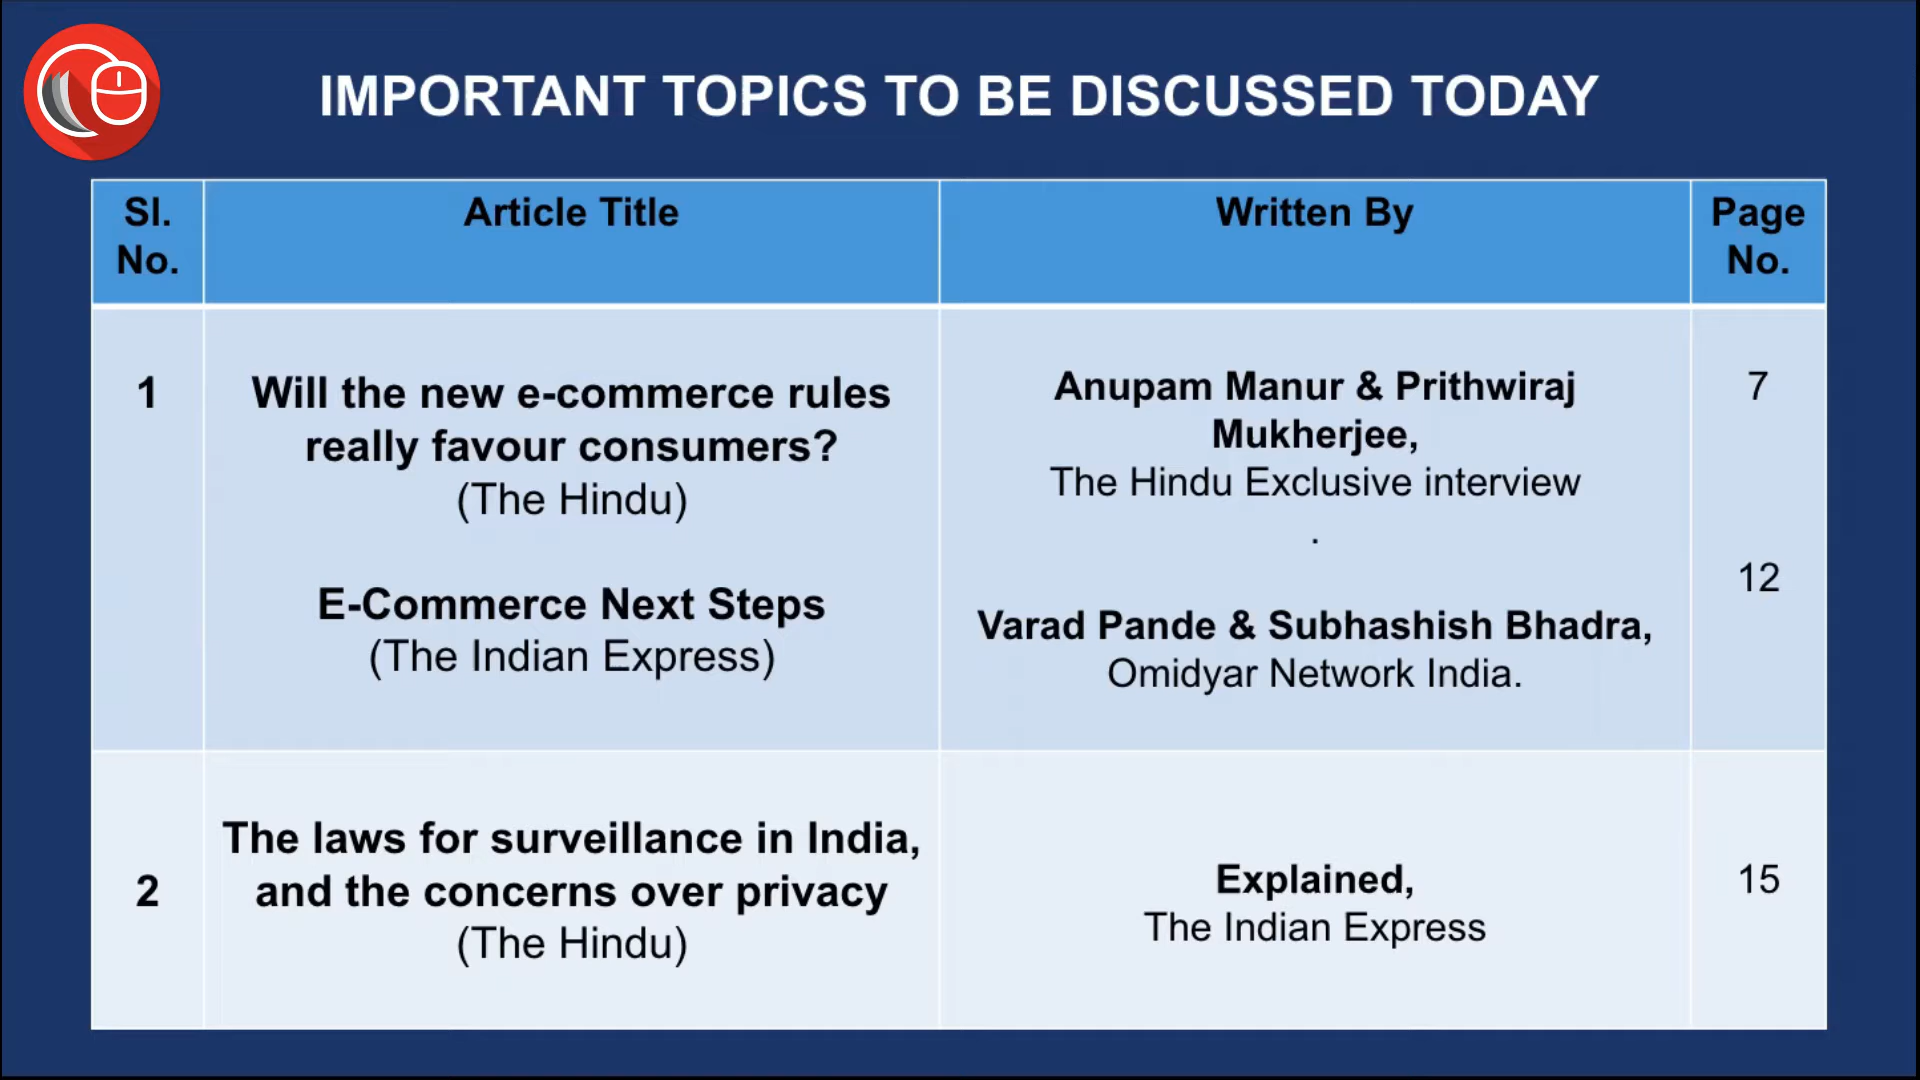 IMPORTANT TOPICS TO BE DISCUSSED TODAY
Sl.
No.
Article Title
Written By
Page
No.
1
Will the new e-commerce rules
really favour consumers?
(The Hindu)
E-Commerce Next Steps
(The Indian Express)
Anupam Manur & Prithwiraj
Mukherjee,
The Hindu Exclusive interview
.
Varad Pande & Subhashish Bhadra,
Omidyar Network India.
7
12
2
The laws for surveillance in India,
and the concerns over privacy
(The Hindu)
Explained,
The Indian Express
15